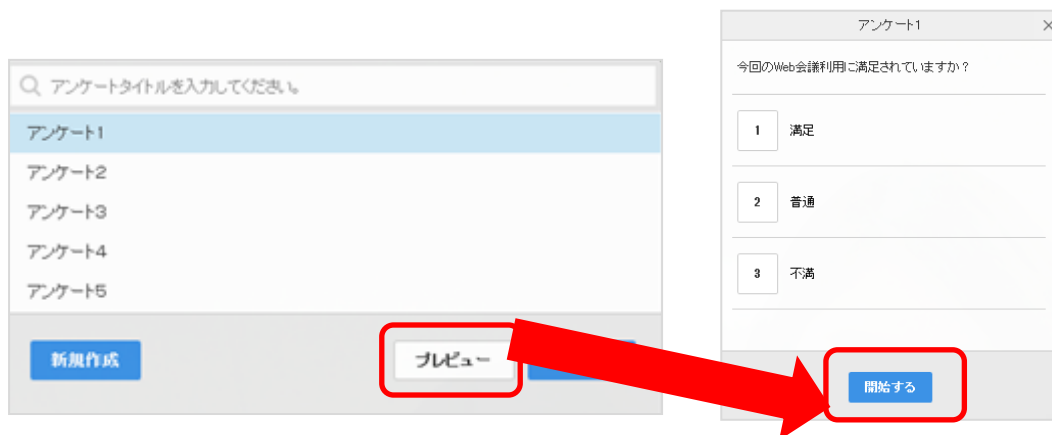 アンケートタイトルを入力してください。
アンケート1
アンケート2
アンケート3
アンケート4
アンケート5
新規作成
プレビュー
アンケート1
今回のWeb会議利用に満足されていますか？
1 満足
2 普通
3 不満
開始する